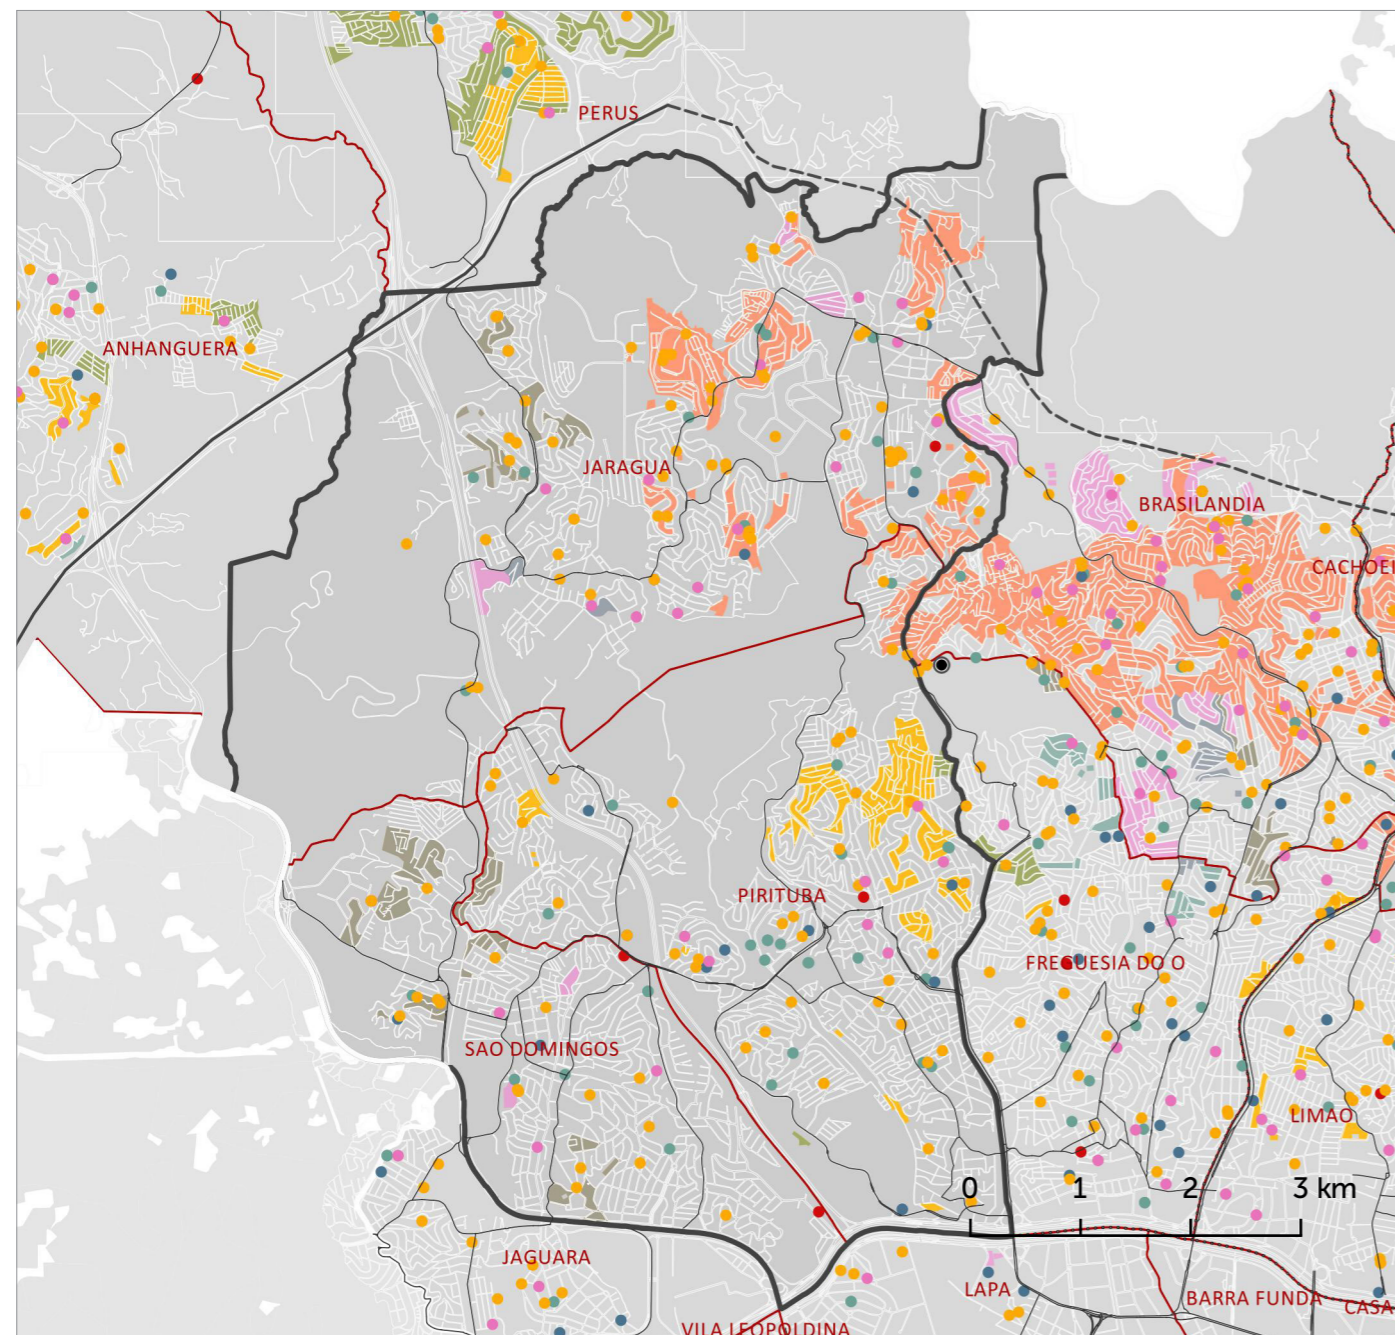 PERUS
ANHANGUERA
JARAGUA
BRASILANDIA
CACHOEI
PIRITUBA
FREGUESIA DO O
SAO DOMINGOS
LIMAO
0 1 2 3 km
JAGUARA
LAPA
BARRA FUNDA
CASA
VILA LEOPOLDINA